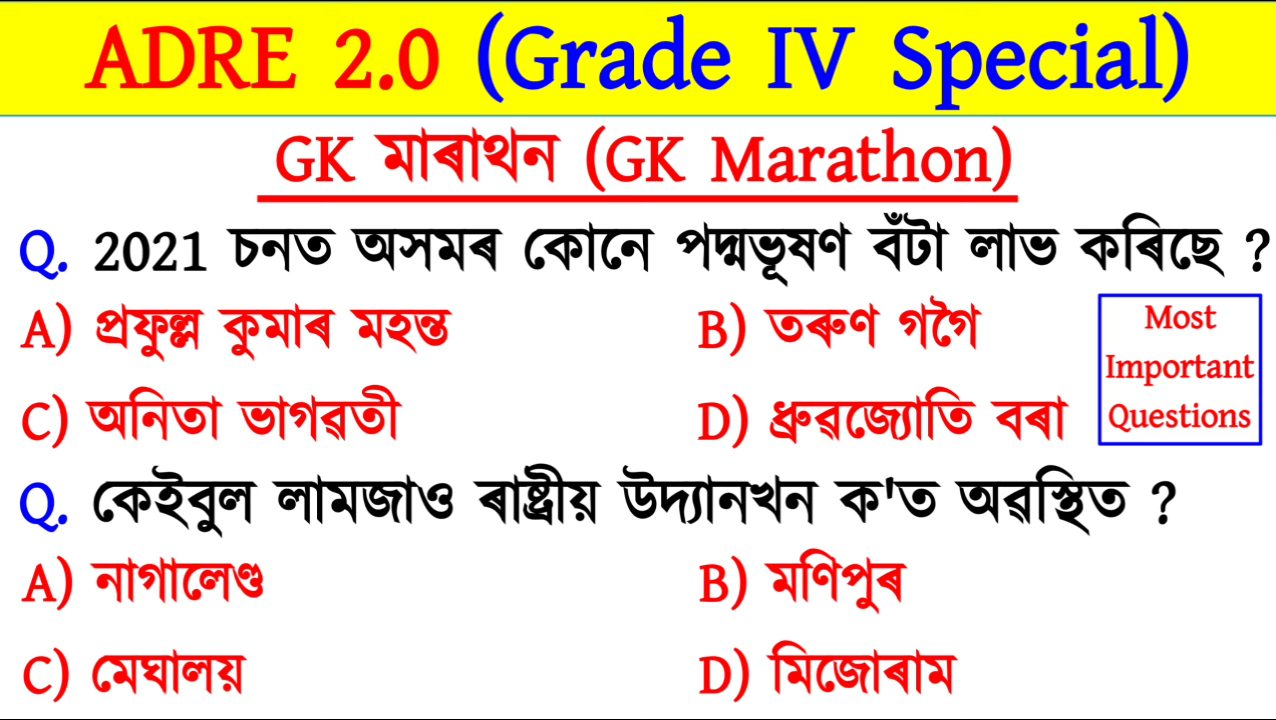 ADRE 2.0 (Grade IV Special)
GK মাৰাথন (GK Marathon)
Q. 2021 চনত অসমৰ কোনে পদ্মভূষণ বঁটা লাভ কৰিছে ?
A) প্ৰফুল্ল কুমাৰ মহন্ত
B) তৰুণ গগৈ
C) অনিতা ভাগৱতী
D) ধ্ৰুৱজ্যোতি বৰা
Most
Important
Questions
Q. কেইবুল লামজাও ৰাষ্ট্ৰীয় উদ্যানখন ক'ত অৱস্থিত ?
A) নাগালেণ্ড
B) মণিপুৰ
C) মেঘালয়
D) মিজোৰাম